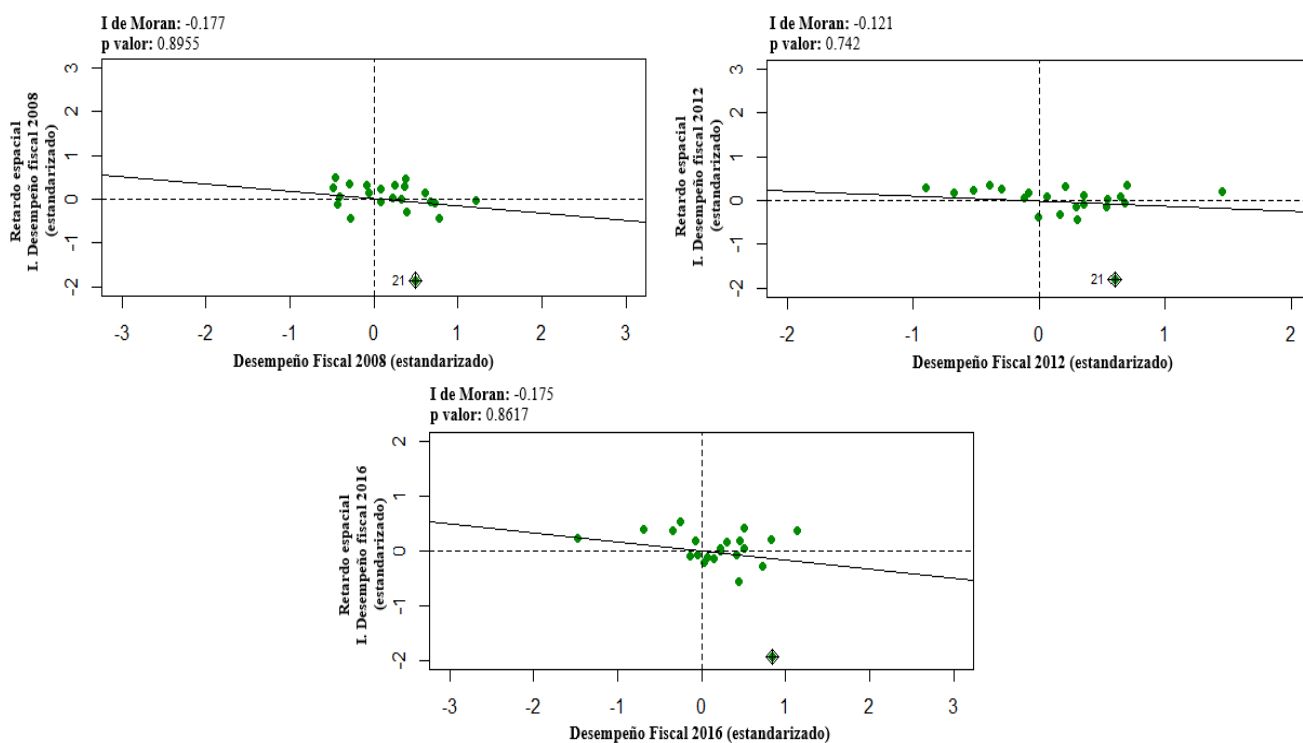 I de Moran: -0.177
p valor: 0.8955
Retardo espacial
I. Desempeño fiscal 2008
(estandarizado)
3
2
1
0
-1
-2
21
-3 -2 -1 0 1 2 3
Desempeño Fiscal 2008 (estandarizado)
I de Moran: -0.121
p valor: 0.742
Retardo espacial
I. Desempeño fiscal 2012
(estandarizado)
3
2
1
0
-1
-2
21
-2 -1 0 1 2
Desempeño Fiscal 2012 (estandarizado)
I de Moran: -0.175
p valor: 0.8617
Retardo espacial
I. Desempeño fiscal 2016
(estandarizado)
2
1
0
-1
-2
-3 -2 -1 0 1 2 3
Desempeño Fiscal 2016 (estandarizado)